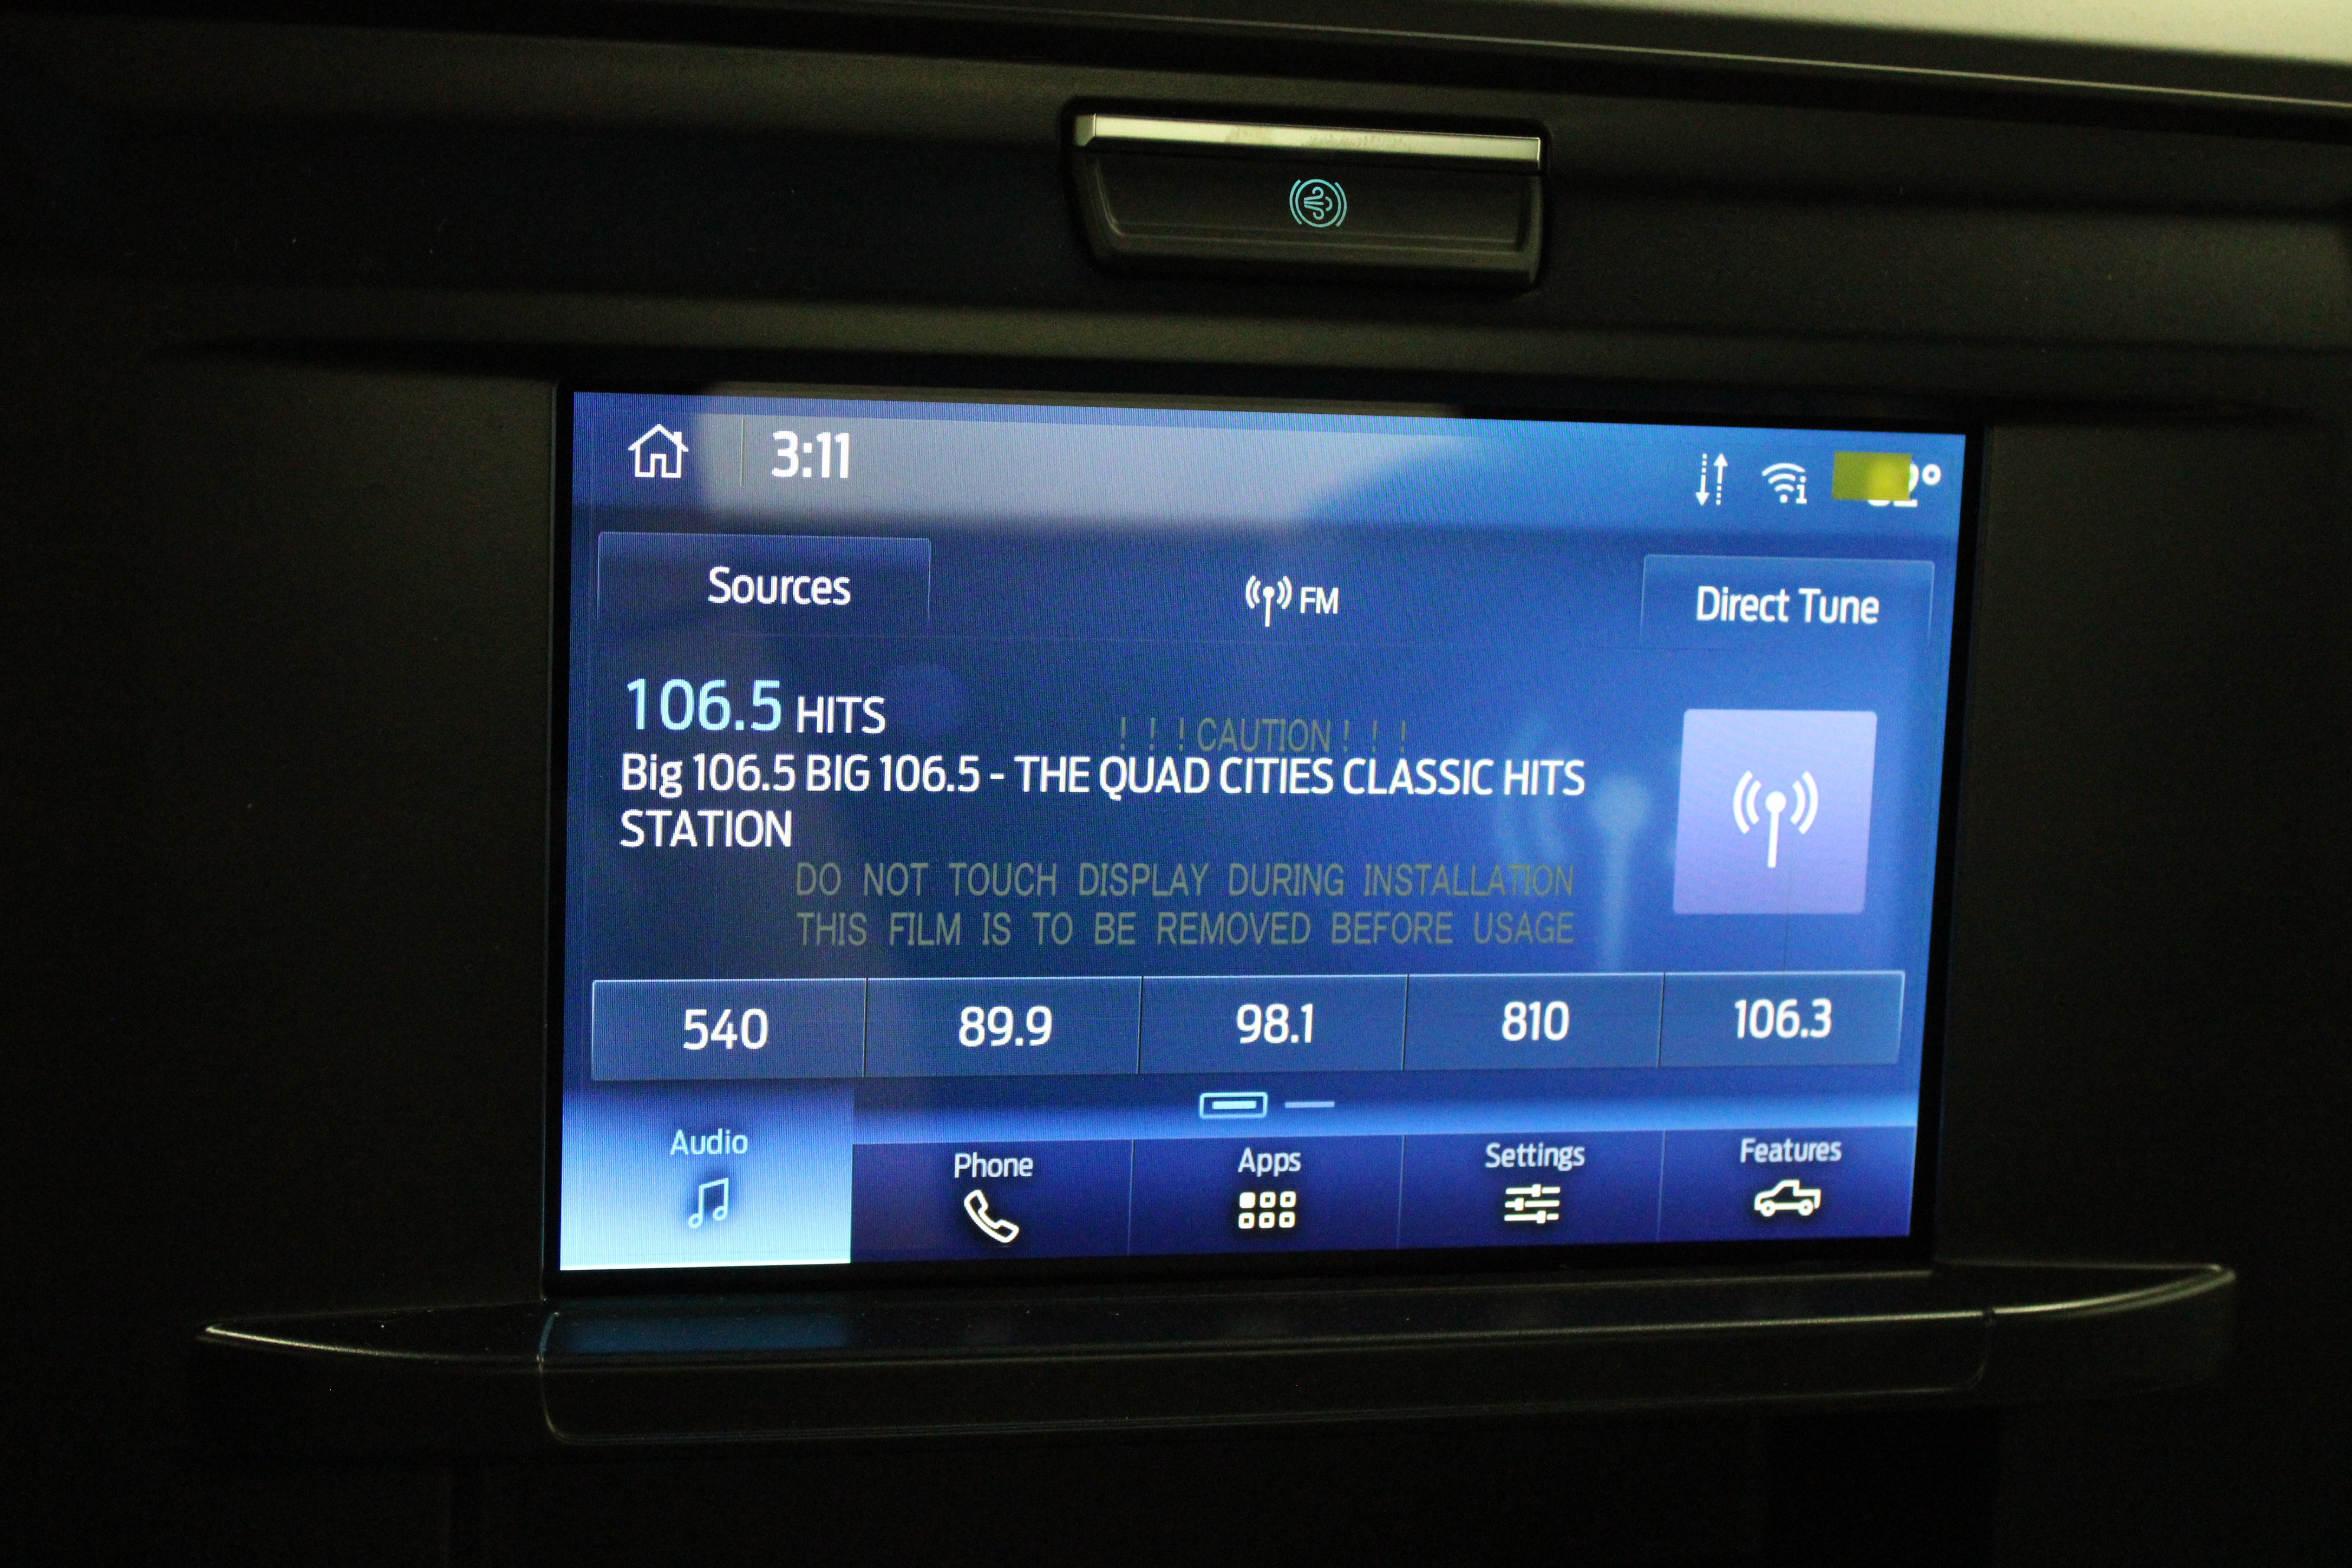 3:11
Sources
FM
Direct Tune
106.5 HITS
! ! ! CAUTION ! ! !
Big 106.5 BIG 106.5 - THE QUAD CITIES CLASSIC HITS
STATION
DO NOT TOUCH DISPLAY DURING INSTALLATION
THIS FILM IS TO BE REMOVED BEFORE USAGE
540
89.9
98.1
810
106.3
Audio
Phone
Apps
Settings
Features